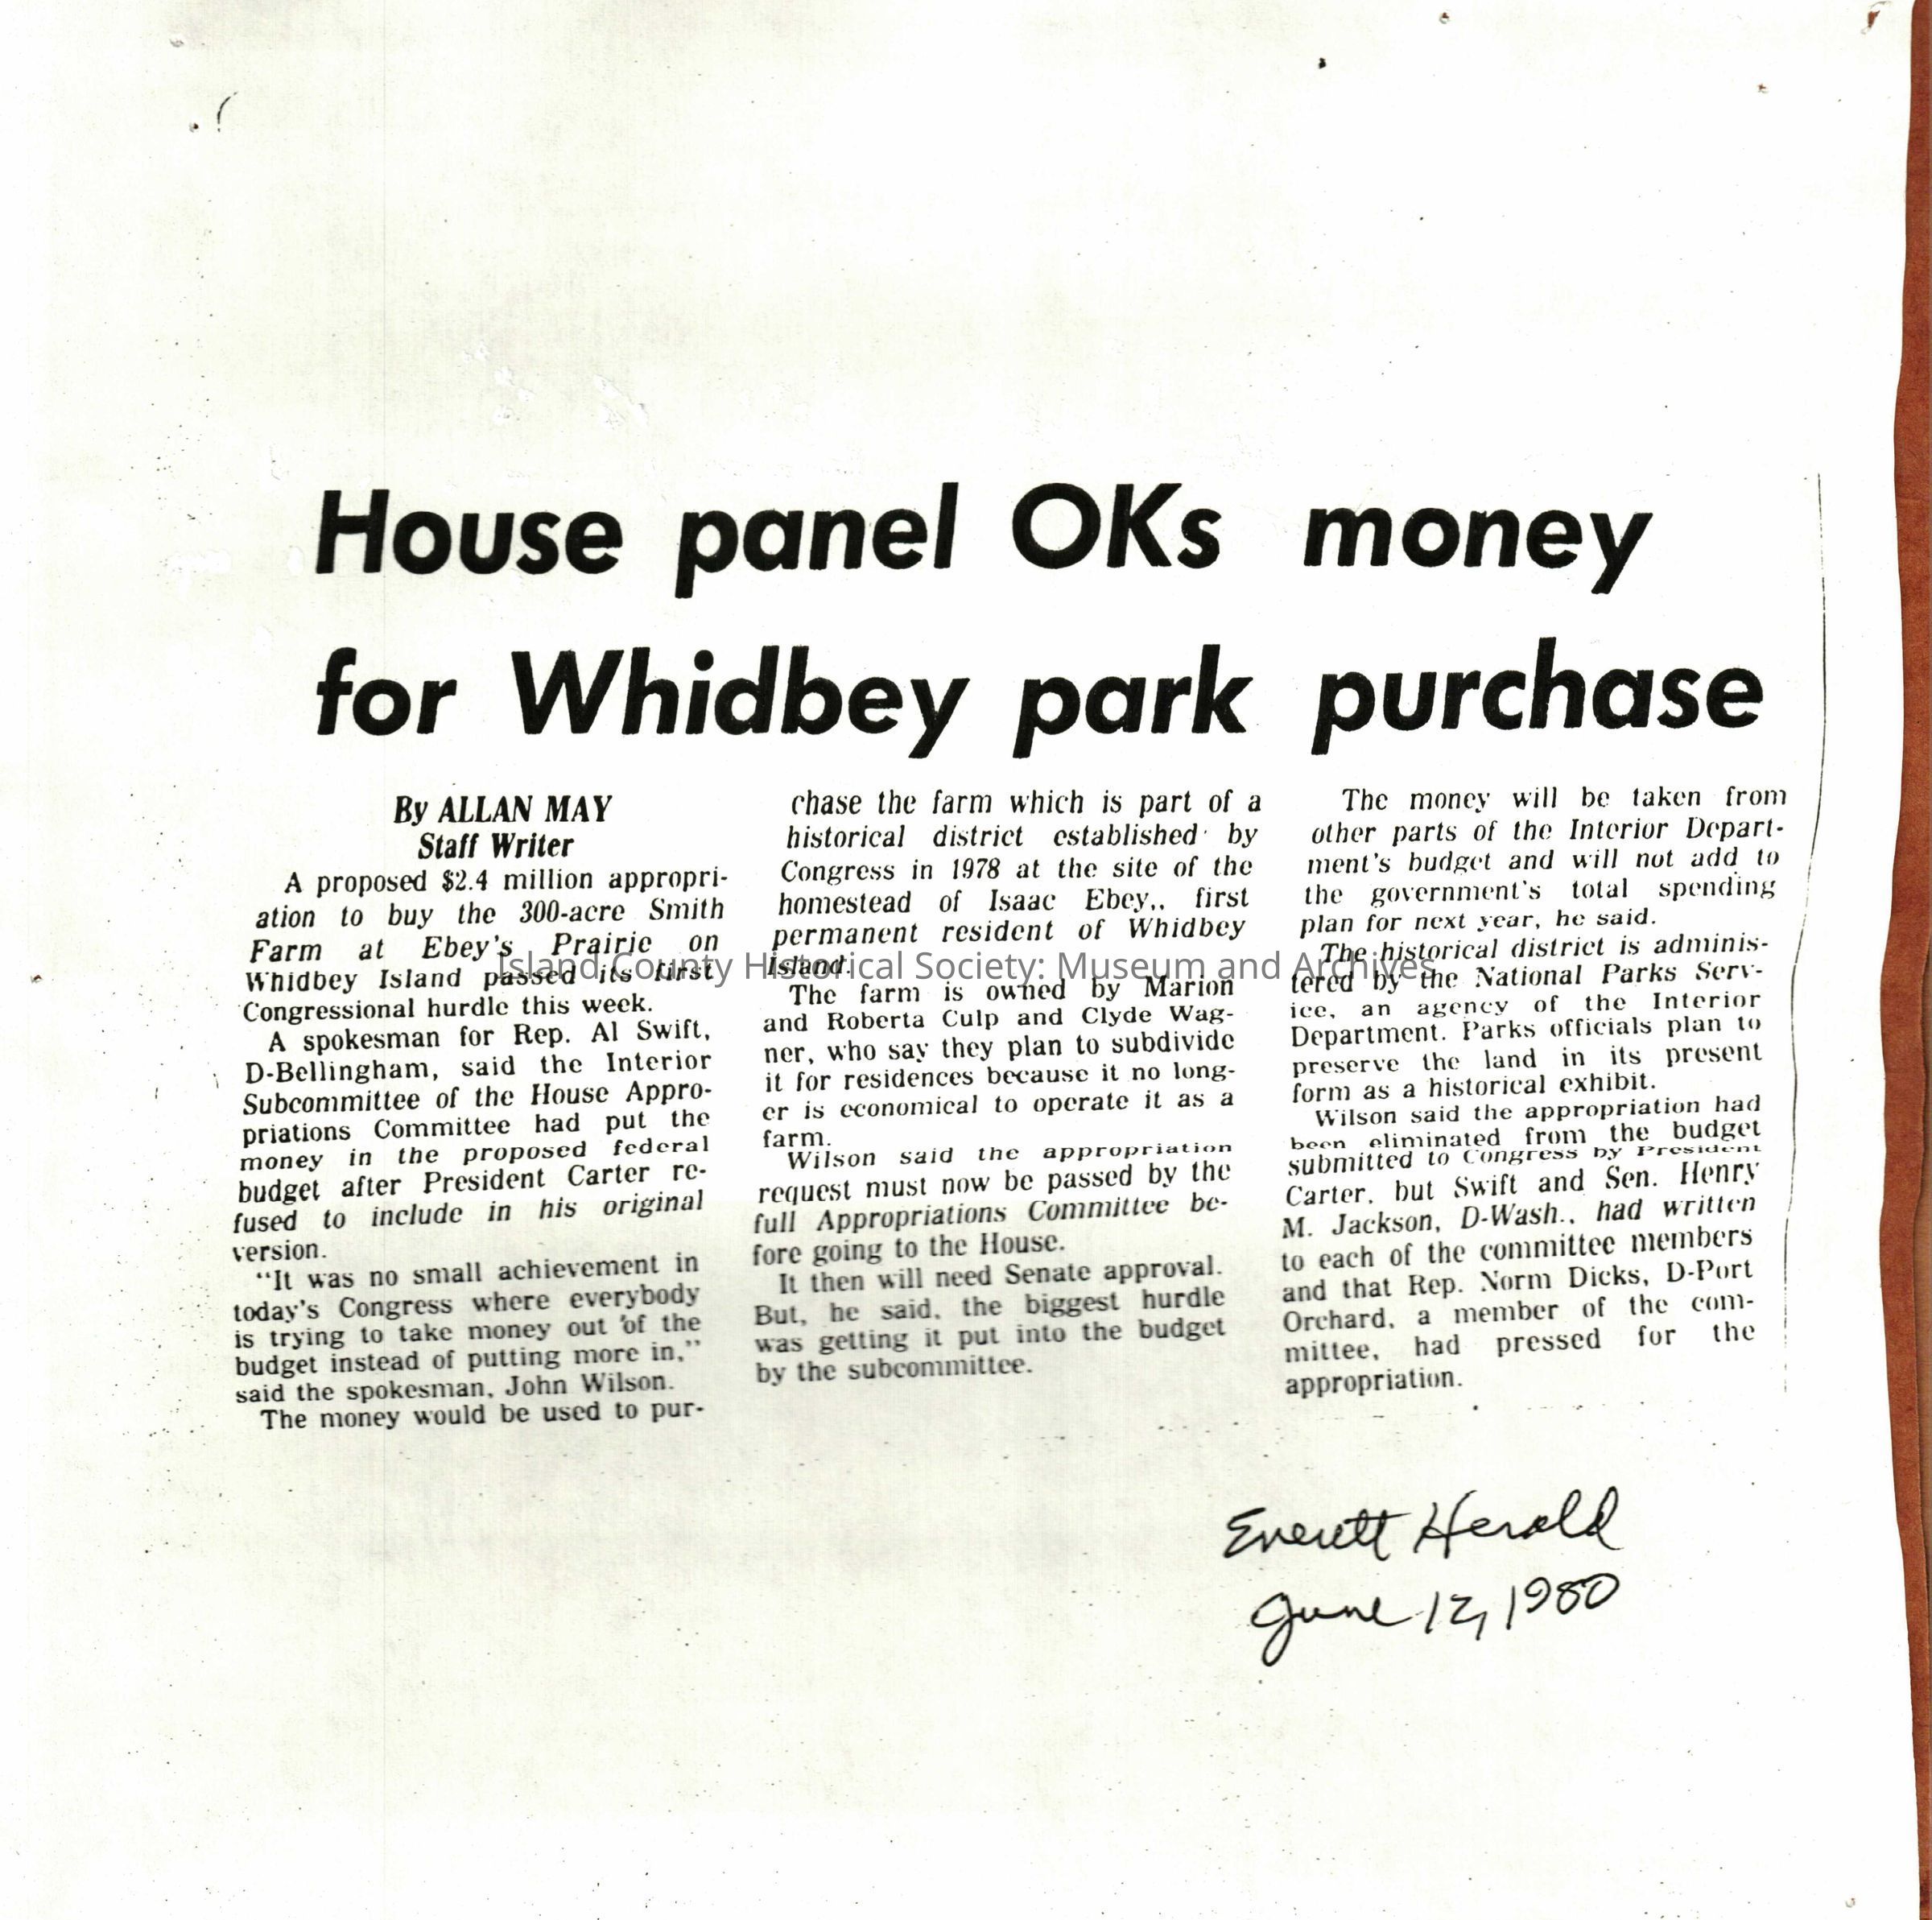 House panel OKs money
for Whidbey park purchase
By ALLAN MAY
Staff Writer
A proposed $2.4 million appropri-
ation to buy the 300-acre Smith
Farm at Ebey's Prairie on
Whidbey Island passed its first
Congressional hurdle this week.
A spokesman for Rep. Al Swift,
D-Bellingham, said the Interior
Subcommittee of the House Appro-
priations Committee had put the
money in the proposed federal
budget after President Carter re-
fused to include in his original
version.
"It was no small achievement in
today's Congress where everybody
is trying to take money out of the
budget instead of putting more in,"
said the spokesman, John Wilson.
The money would be used to pur-
chase the farm which is part of a
historical district established by
Congress in 1978 at the site of the
homestead of Isaac Ebey,, first
permanent resident of Whidbey
Island.
The farm is owned by Marion
and Roberta Culp and Clyde Wag-
ner, who say they plan to subdivide
it for residences because it no long-
er is economical to operate it as a
farm.
Wilson said the appropriation
request must now be passed by the
full Appropriations Committee be-
fore going to the House.
It then will need Senate approval.
But, he said, the biggest hurdle
was getting it put into the budget
by the subcommittee.
The money will be taken from
other parts of the Interior Depart-
ment's budget and will not add to
the government's total spending
plan for next year, he said.
The historical district is adminis-
tered by the National Parks Serv-
ice, an agency of the Interior
Department. Parks officials plan to
preserve the land in its present
form as a historical exhibit.
Wilson said the appropriation had
been eliminated from the budget
submitted to Congress by President
Carter, but Swift and Sen. Henry
M. Jackson, D-Wash., had written
to each of the committee members
and that Rep. Norm Dicks, D-Port
Orchard, a member of the com-
mittee, had pressed for the
appropriation.
Island County Historical Society: Museum and Archives
Everett Herald
June 12, 1980